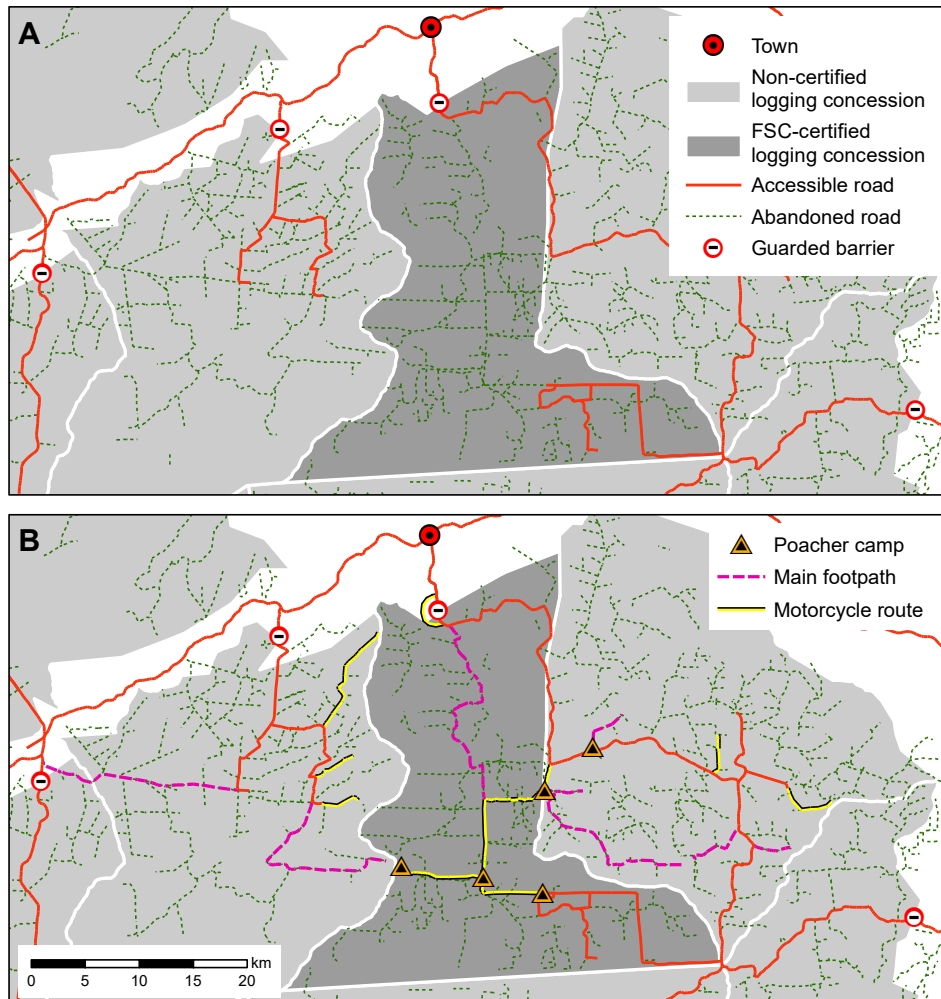 A
Town
Non-certified
logging concession
FSC-certified
logging concession
Accessible road
Abandoned road
Guarded barrier
B
Poacher camp
Main footpath
Motorcycle route
km
0 5 10 15 20